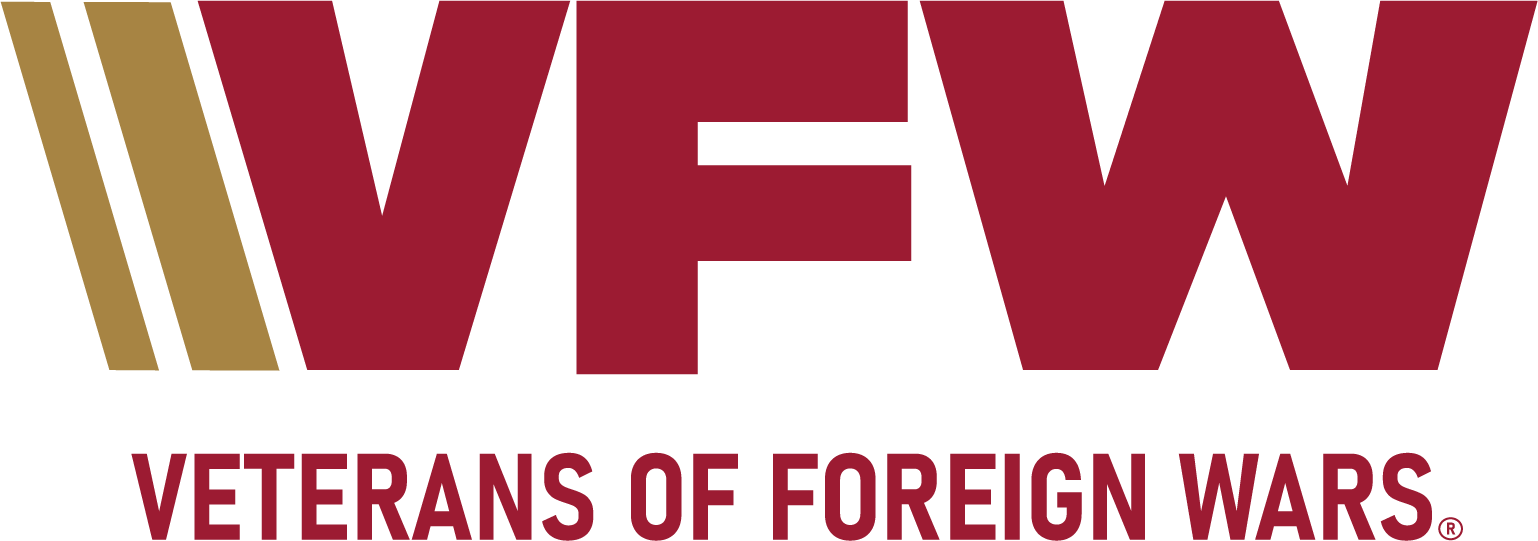 VFW
VETERANS OF FOREIGN WARS®